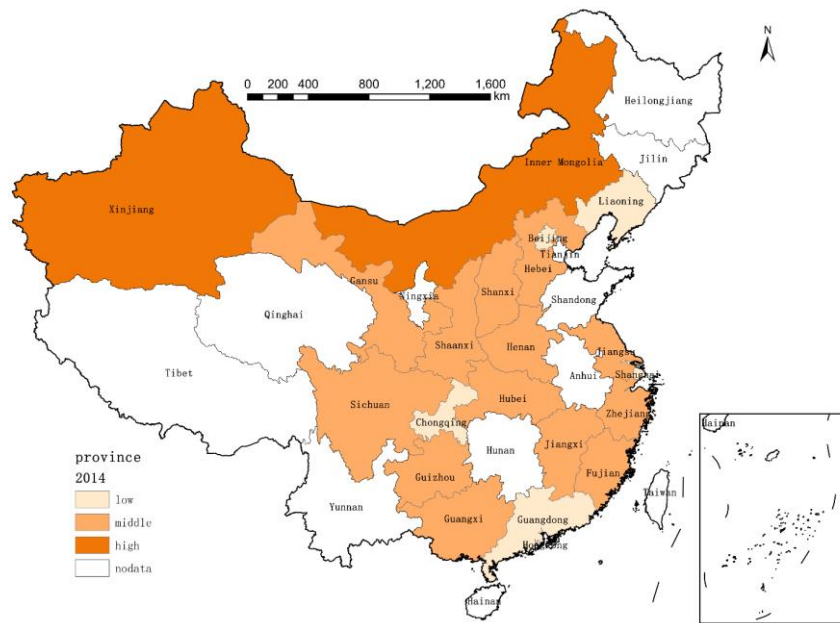 N
0 200 400 800 1,200 1,600
km
Heilongjiang
Jilin
Inner Mongolia
Liaoning
Xinjiang
Beijing
Tianjin
Hebei
Gansu
Ningxia
Shanxi
Shandong
Qinghai
Shaanxi
Henan
Jiangsu
Tibet
Anhui
Shanghai
Sichuan
Hubei
Zhejiang
Chongqing
Hunan
Jiangxi
Hainan
Guizhou
Fujian
Taiwan
Yunnan
Guangxi
Guangdong
Hongkong
Hainan
province
2014
low
middle
high
nodata